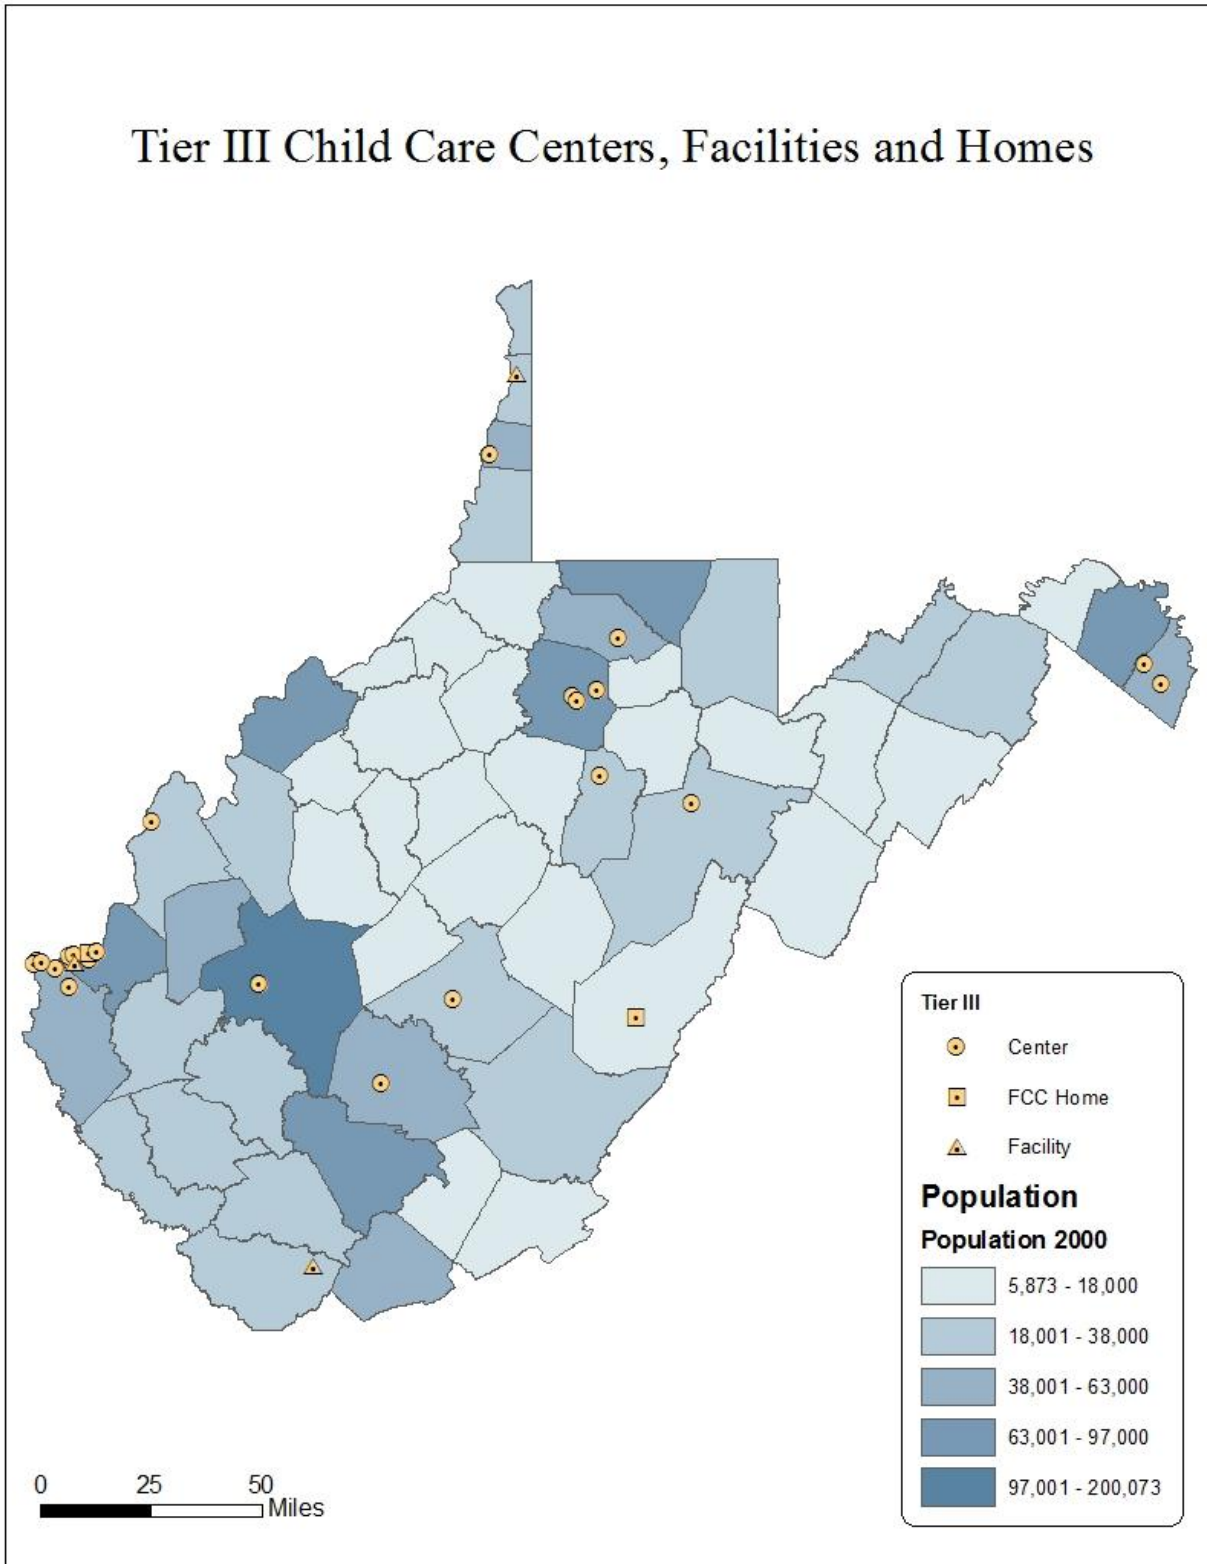 Tier III Child Care Centers, Facilities and Homes
Tier III
Center
FCC Home
Facility
Population
Population 2000
5,873 - 18,000
18,001 - 38,000
38,001 - 63,000
63,001 - 97,000
97,001 - 200,073
0 25 50
Miles